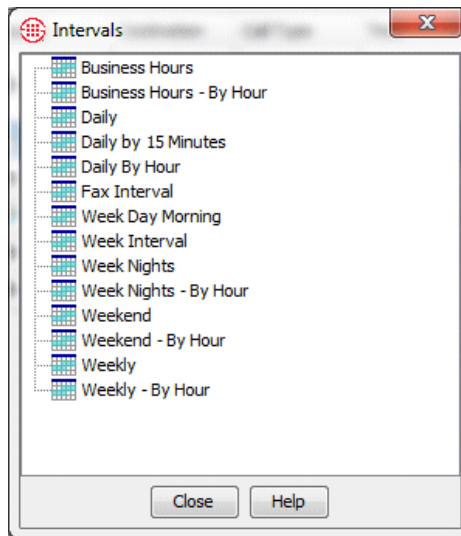 Intervals
Business Hours
Business Hours - By Hour
Daily
Daily by 15 Minutes
Daily By Hour
Fax Interval
Week Day Morning
Week Interval
Week Nights
Week Nights - By Hour
Weekend
Weekend - By Hour
Weekly
Weekly - By Hour
Close Help